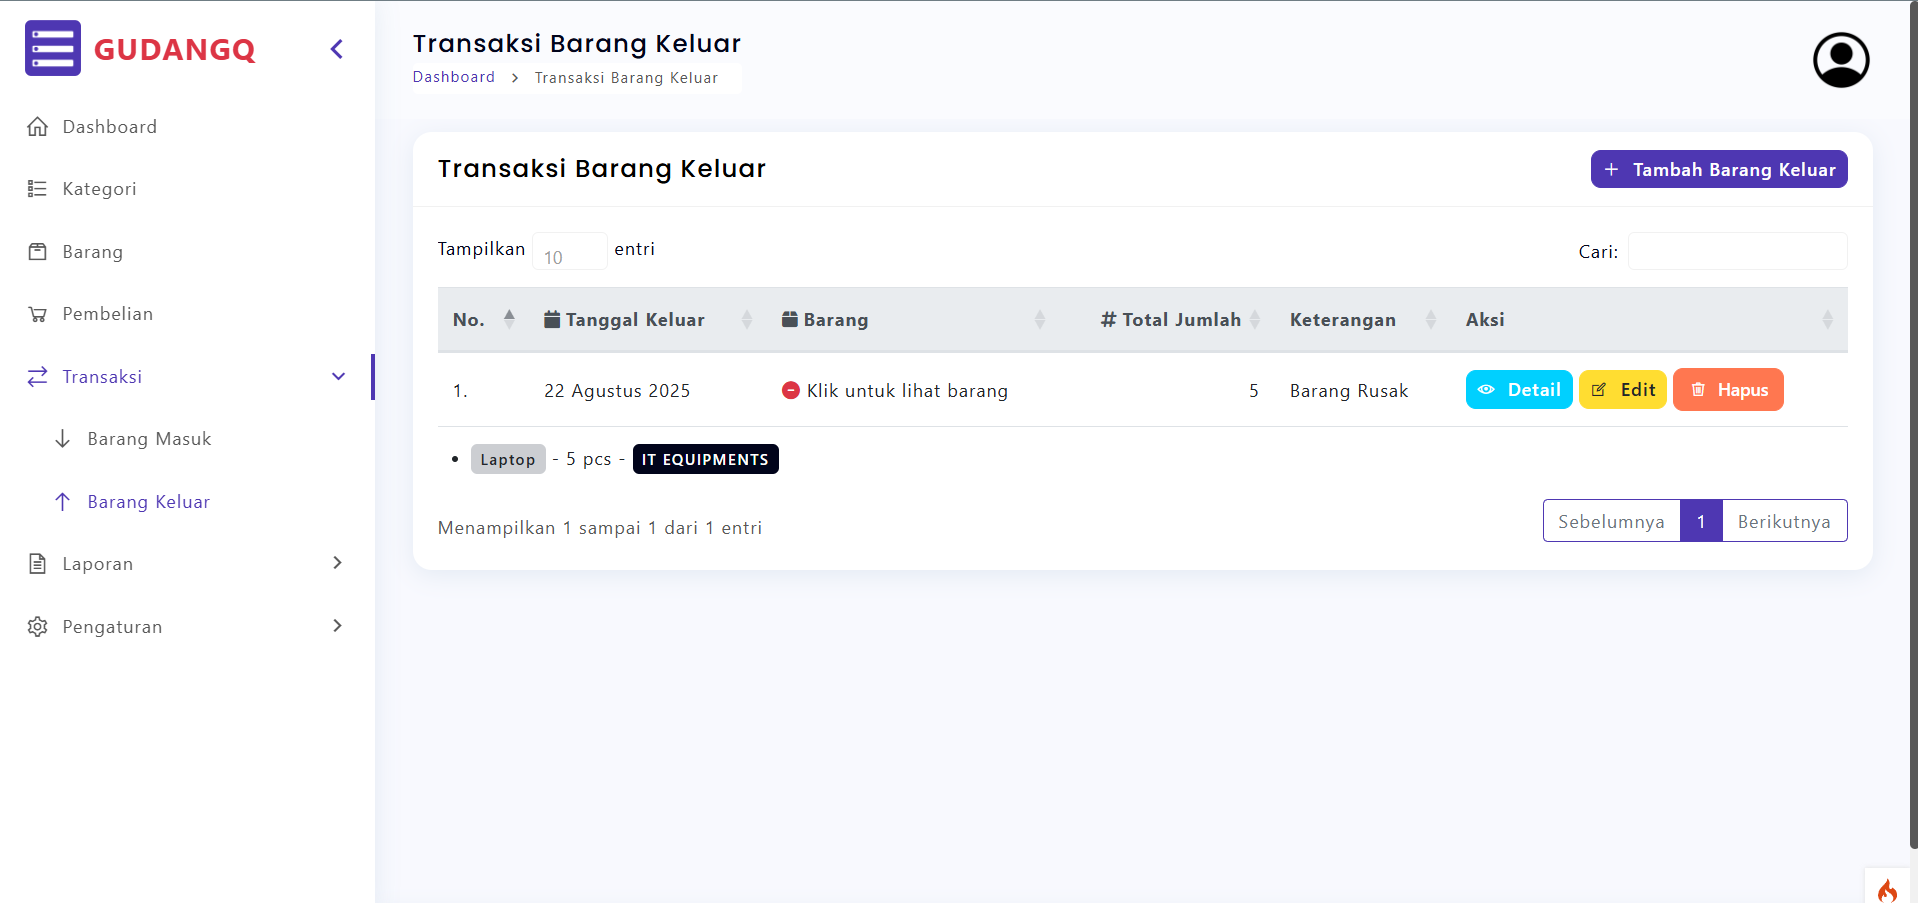 GUDANGQ
Dashboard
Kategori
Barang
Pembelian
Transaksi
Barang Masuk
Barang Keluar
Laporan
Pengaturan
Transaksi Barang Keluar
Dashboard > Transaksi Barang Keluar
Transaksi Barang Keluar
+ Tambah Barang Keluar
Tampilkan 10 entri
Cari:
No. Tanggal Keluar Barang # Total Jumlah Keterangan Aksi
1. 22 Agustus 2025 Klik untuk lihat barang 5 Barang Rusak Detail Edit Hapus
• Laptop - 5 pcs - IT EQUIPMENTS
Menampilkan 1 sampai 1 dari 1 entri
Sebelumnya 1 Berikutnya